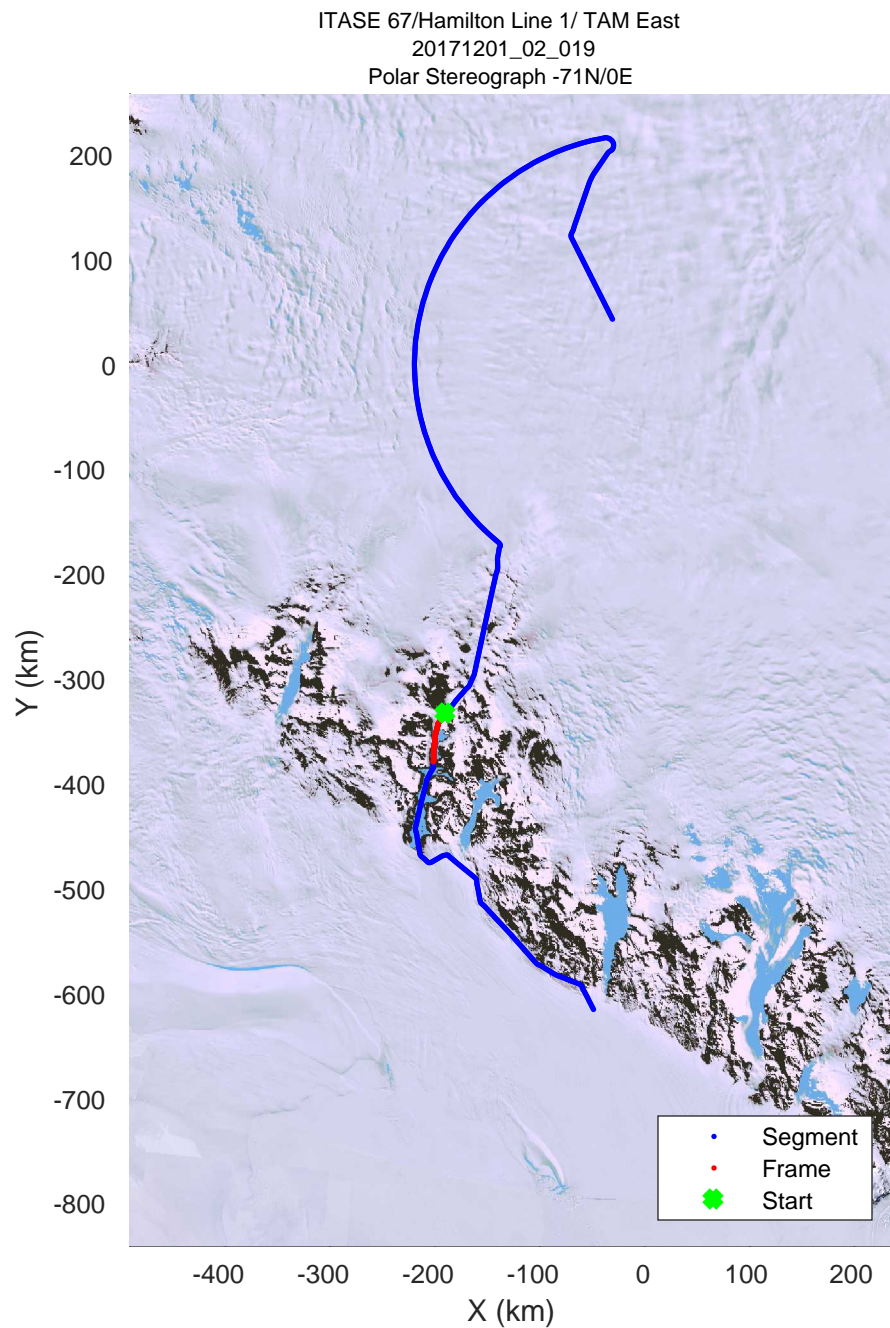 ITASE 67/Hamilton Line 1/ TAM East
20171201_02_019
Polar Stereograph -71N/0E
200
100
0
-100
-200
-300
-400
-500
-600
-700
-800
Y (km)
Segment
Frame
Start
-400 -300 -200 -100 0 100 200
X (km)